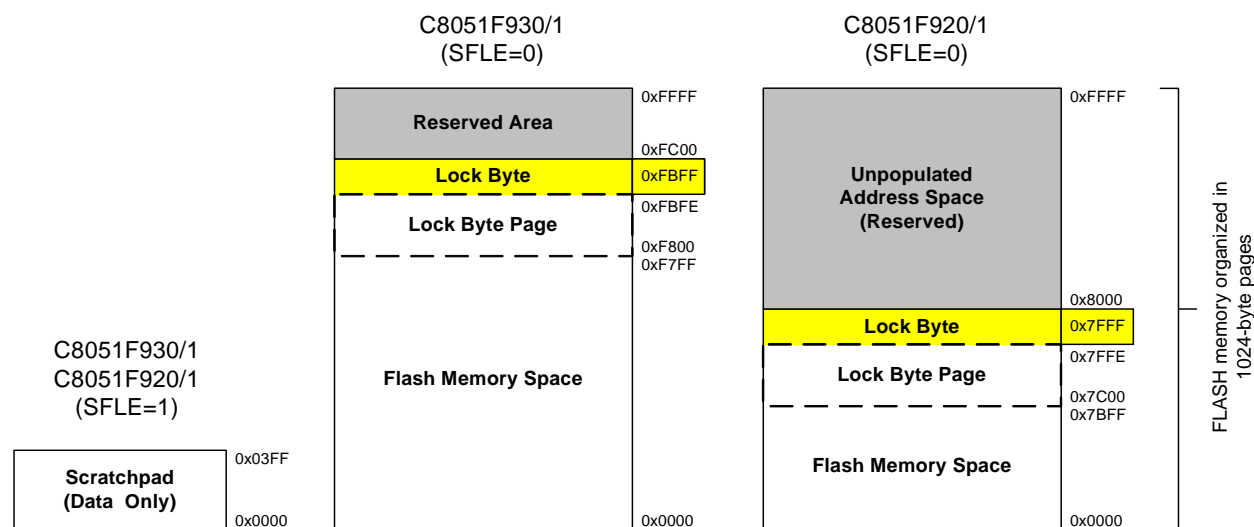 C8051F930/1
(SFLE=0)
0xFFFF
Reserved Area
0xFC00
Lock Byte
0xFBFF
0xFBFE
Lock Byte Page
0xF800
0xF7FF
Flash Memory Space
0x0000
C8051F920/1
(SFLE=0)
0xFFFF
Unpopulated
Address Space
(Reserved)
0x8000
Lock Byte
0x7FFF
0x7FFE
Lock Byte Page
0x7C00
0x7BFF
Flash Memory Space
0x0000
FLASH memory organized in
1024-byte pages
C8051F930/1
C8051F920/1
(SFLE=1)
0x03FF
Scratchpad
(Data Only)
0x0000